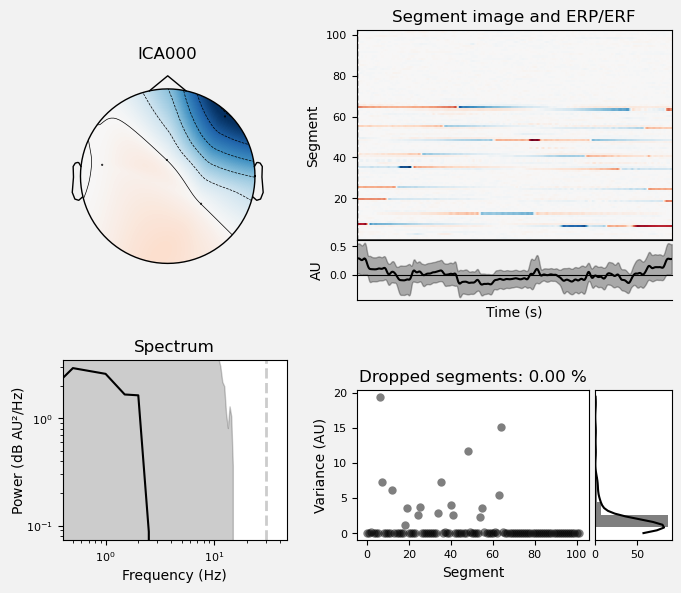 ICA000
Segment image and ERP/ERF
100
80
60
40
20
Segment
0.5
0.0
AU
Time (s)
Spectrum
10⁰
10⁻¹
Power (dB AU²/Hz)
10⁰
10¹
Frequency (Hz)
Dropped segments: 0.00 %
20
15
10
5
0
Variance (AU)
0
20
40
60
80
100
Segment
0
50